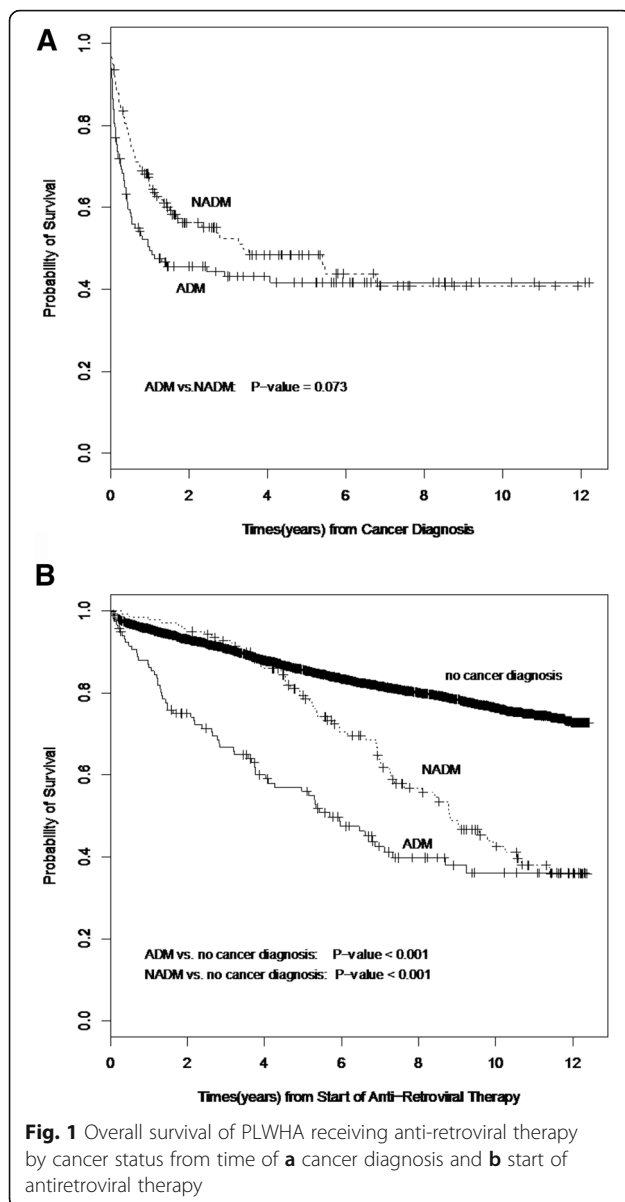 A
Probability of Survival
1.0
0.8
0.6
0.4
0.2
0.0
NADM
ADM
ADM vs.NADM: P-value = 0.073
0 2 4 6 8 10 12
Times(years) from Cancer Diagnosis
B
Probability of Survival
1.0
0.8
0.6
0.4
0.2
0.0
no cancer diagnosis
NADM
ADM
ADM vs. no cancer diagnosis: P-value < 0.001
NADM vs. no cancer diagnosis: P-value < 0.001
0 2 4 6 8 10 12
Times(years) from Start of Anti-Retroviral Therapy
Fig. 1 Overall survival of PLWHA receiving anti-retroviral therapy
by cancer status from time of a cancer diagnosis and b start of
antiretroviral therapy